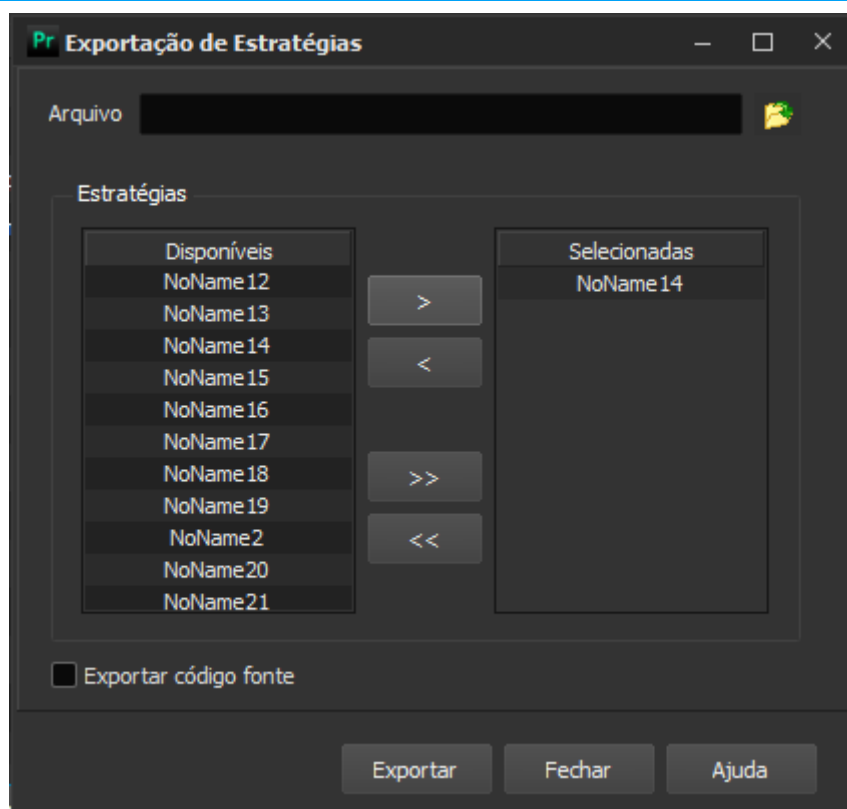 Pr Exportação de Estratégias
Arquivo
Estratégias
Disponíveis
NoName12
NoName13
NoName14
NoName15
NoName16
NoName17
NoName18
NoName19
NoName2
NoName20
NoName21
>
<
>>
<<
Selecionadas
NoName14
Exportar código fonte
Exportar Fechar Ajuda